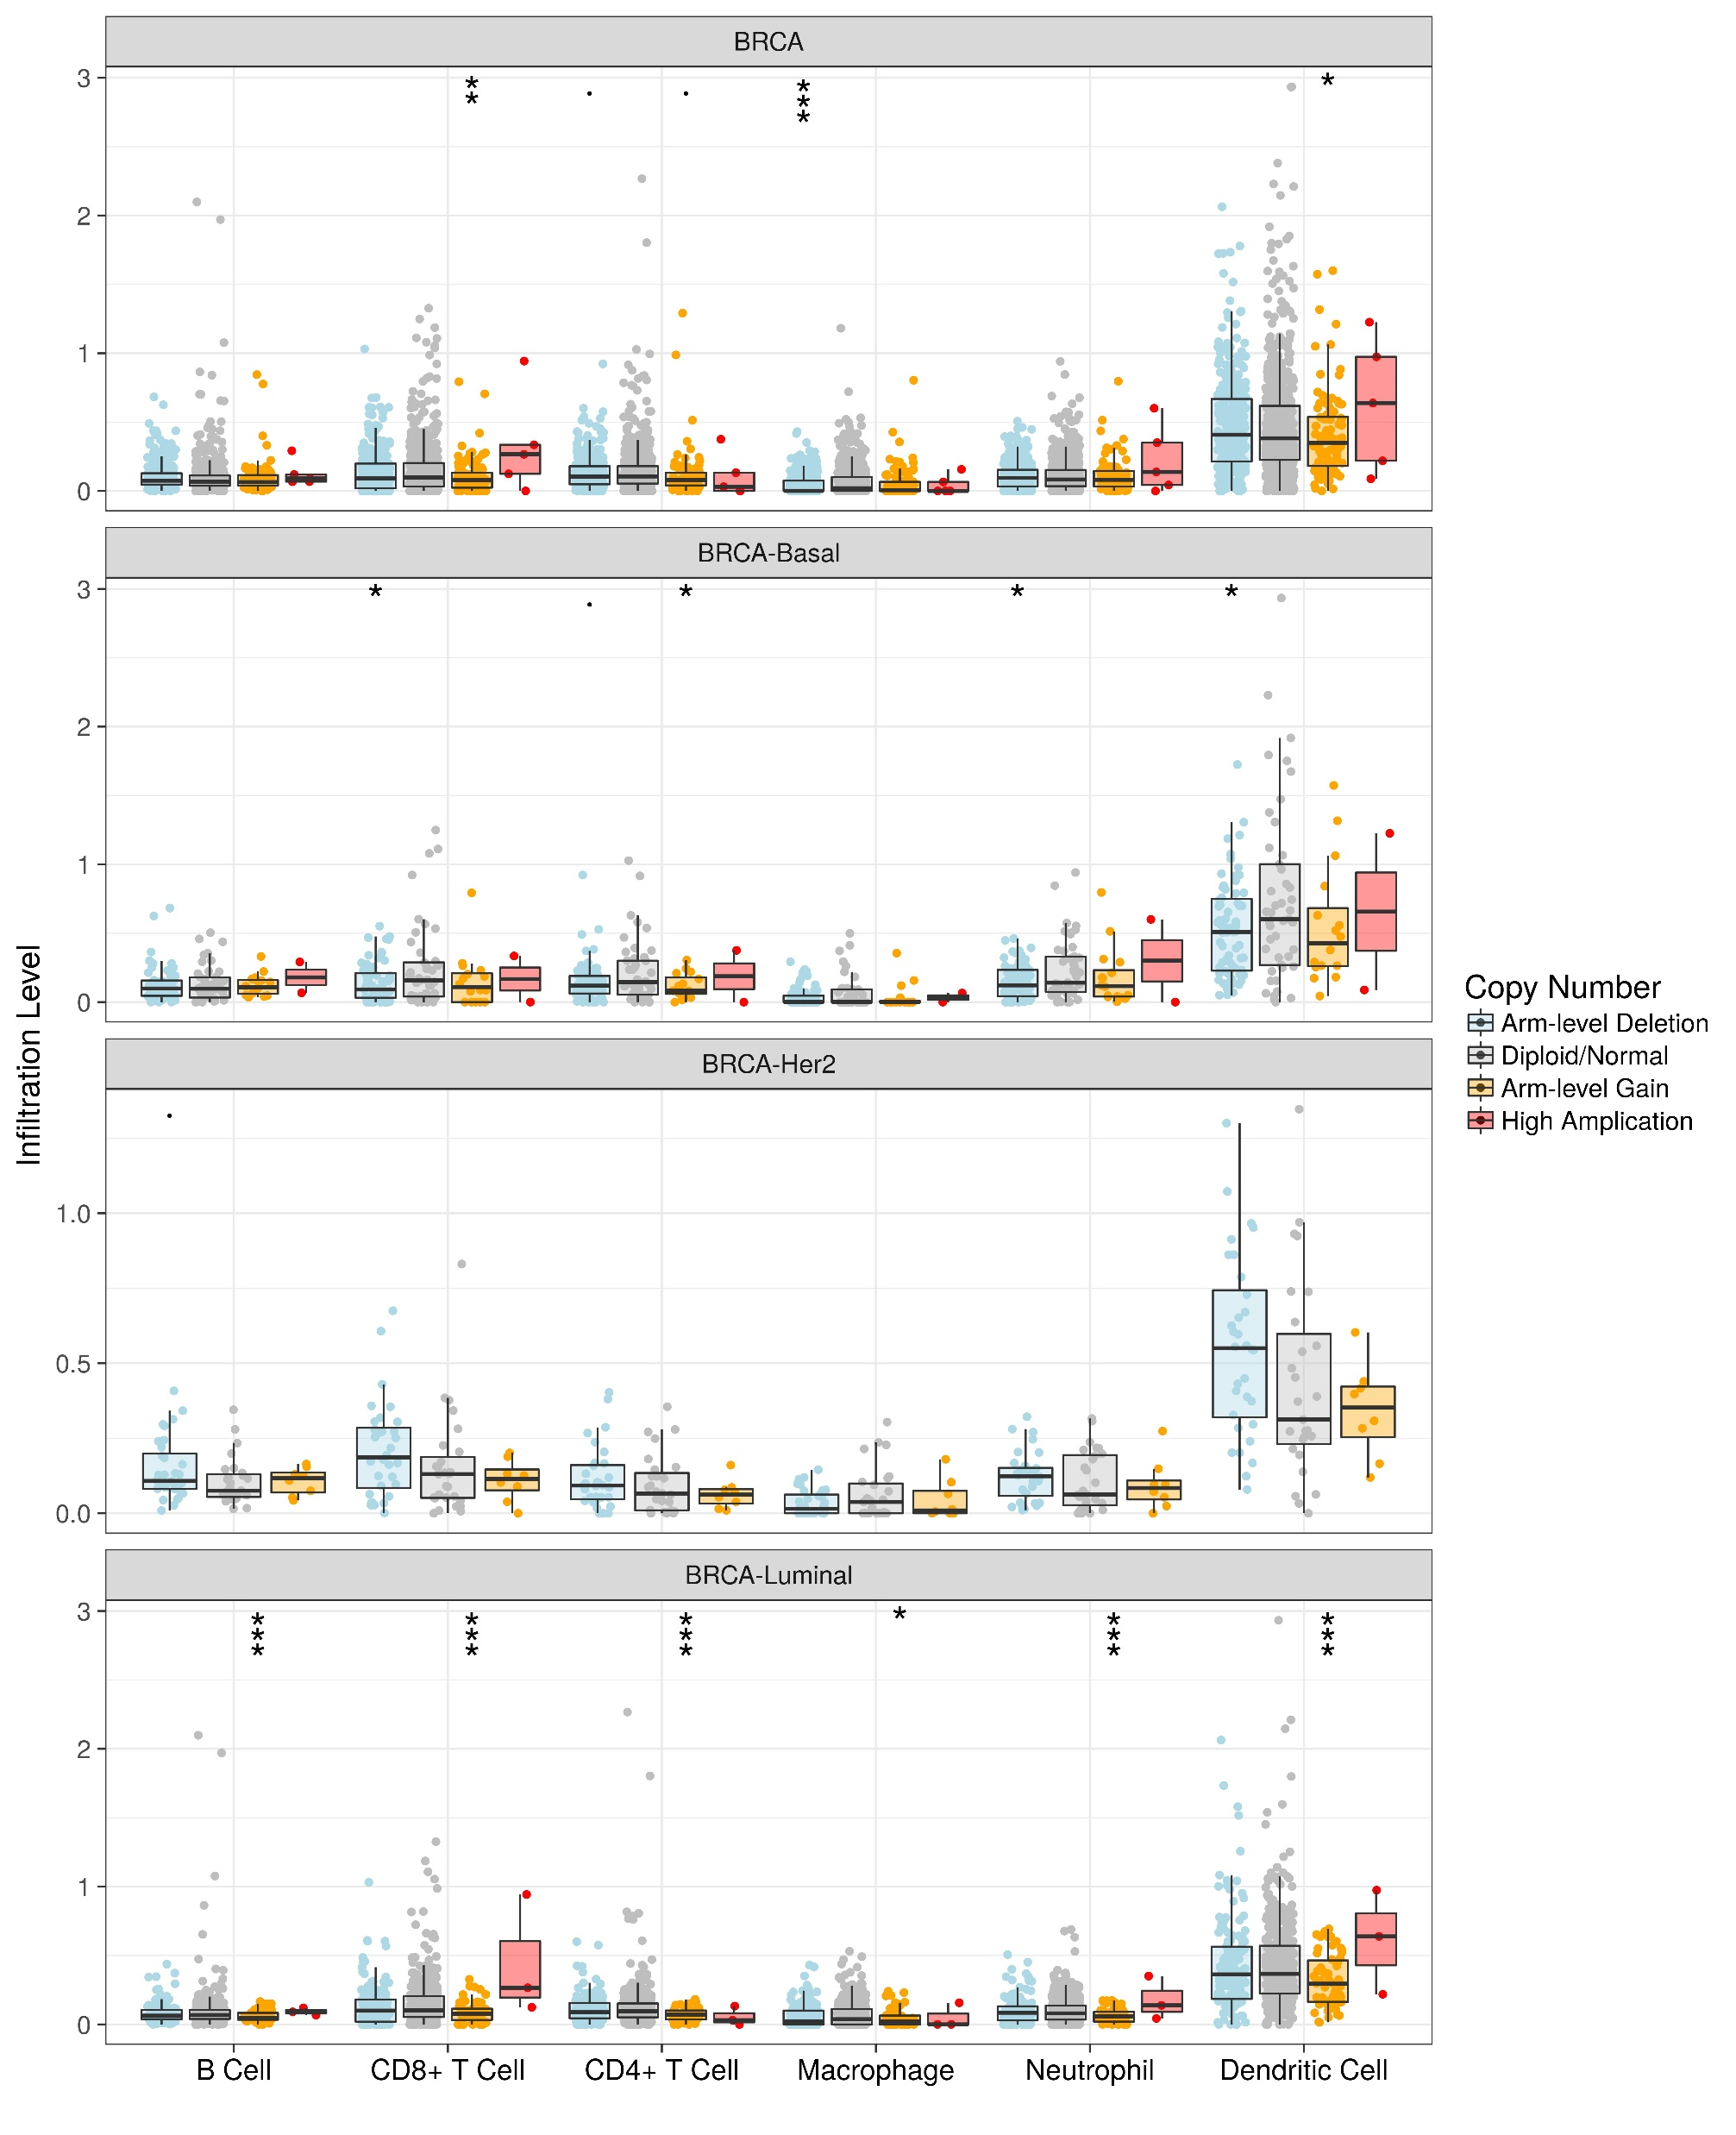 BRCA
3
2
1
0
**
.
.
***
*
BRCA-Basal
3
2
1
0
*
.
*
*
*
BRCA-Her2
1.0
0.5
0.0
.
BRCA-Luminal
3
2
1
0
***
***
***
*
***
***
B Cell
CD8+ T Cell
CD4+ T Cell
Macrophage
Neutrophil
Dendritic Cell
Infiltration Level
Copy Number
Arm-level Deletion
Diploid/Normal
Arm-level Gain
High Amplication